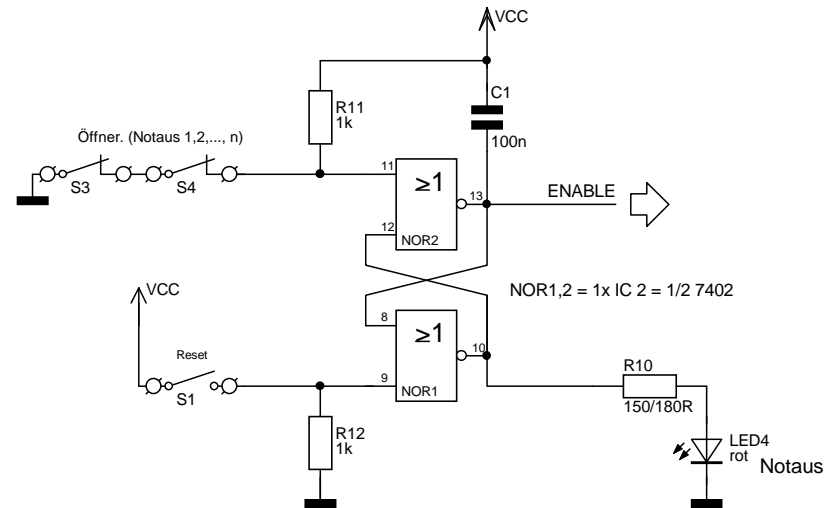 VCC
C1
100n
R11
1k
Öffner. (Notaus 1,2,..., n)
S3
S4
11
≥1
13
ENABLE
12
NOR2
NOR1,2 = 1x IC 2 = 1/2 7402
VCC
8
≥1
10
Reset
S1
9
NOR1
R12
1k
R10
150/180R
LED4
rot
Notaus